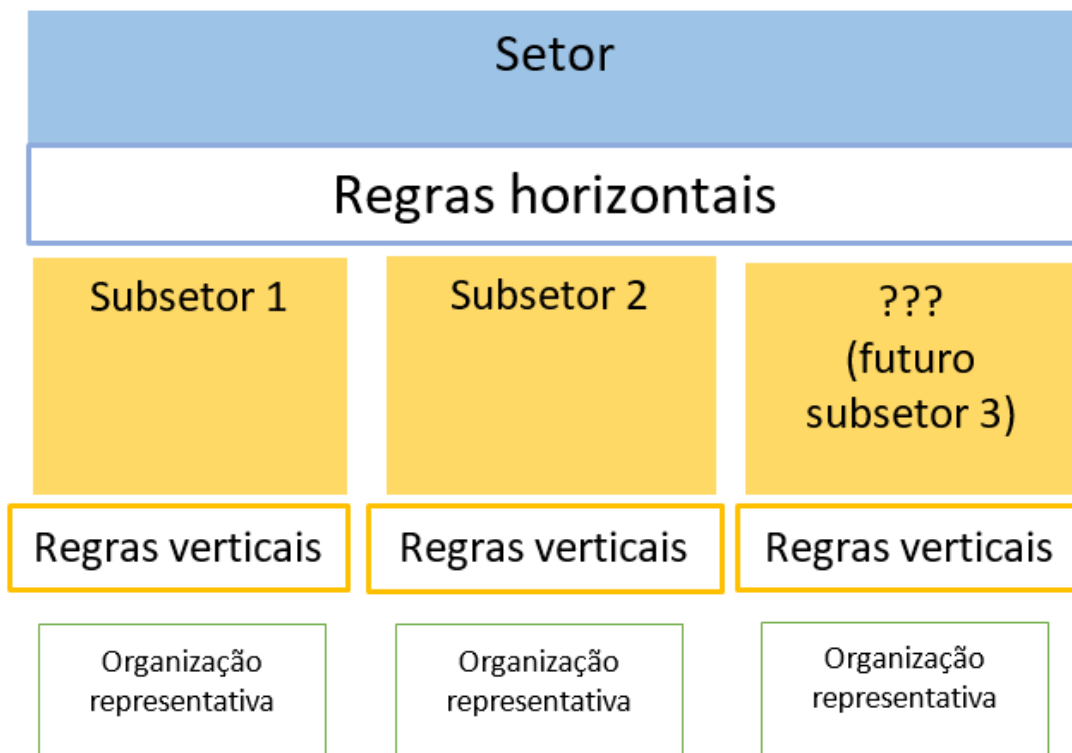 Setor
Regras horizontais
Subsetor 1
Subsetor 2
???
(futuro
subsetor 3)
Regras verticais
Regras verticais
Regras verticais
Organização
representativa
Organização
representativa
Organização
representativa